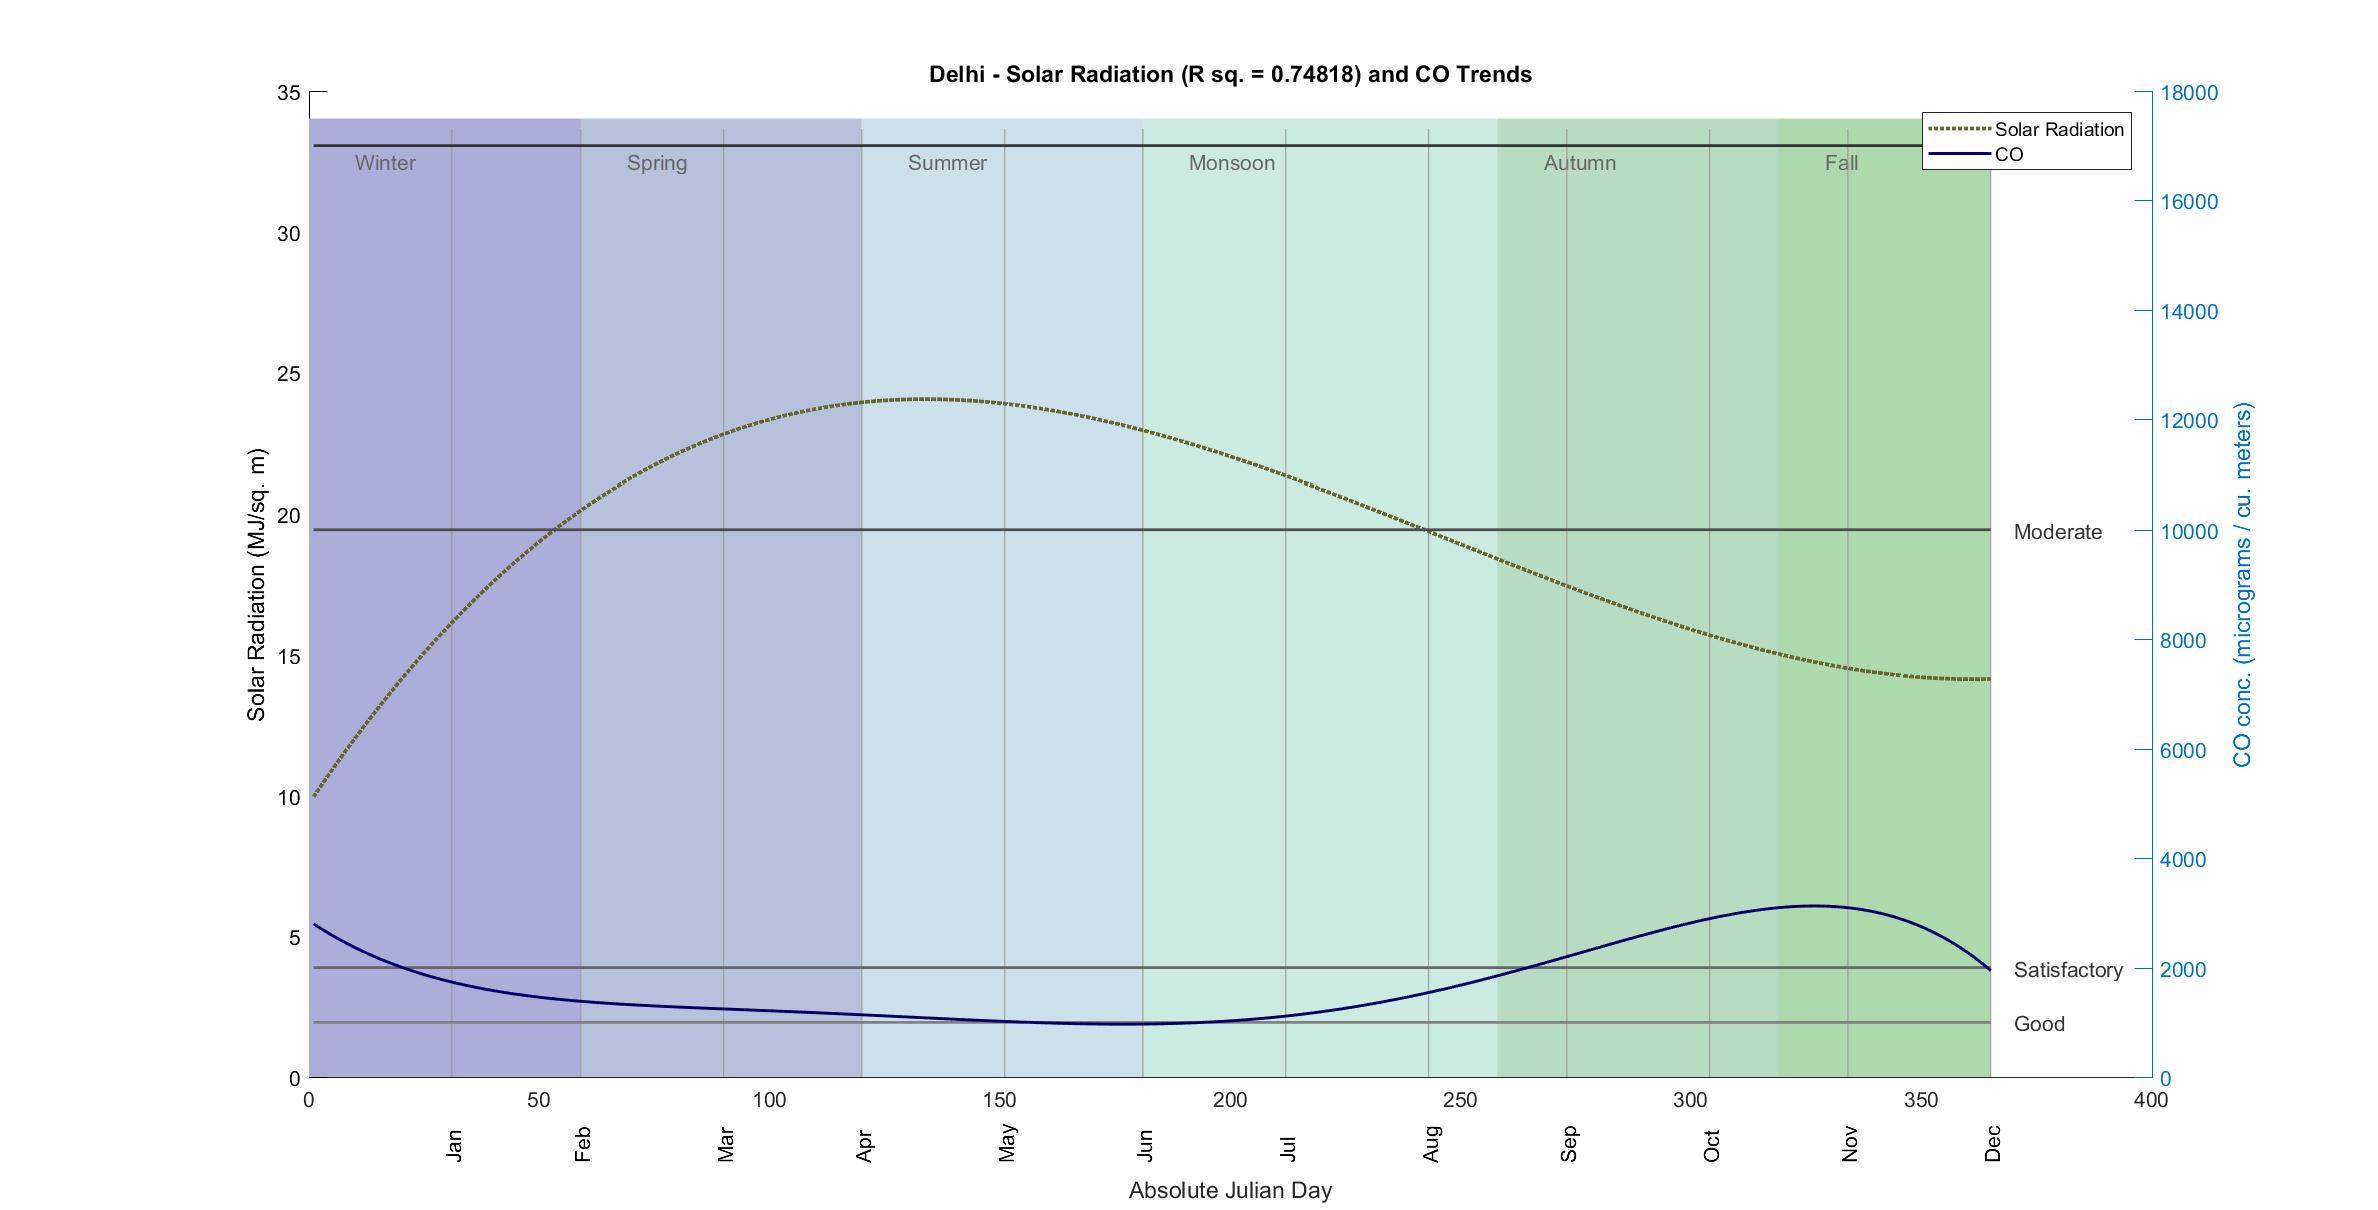 Delhi - Solar Radiation (R sq. = 0.74818) and CO Trends
35
30
25
20
15
10
5
0
Solar Radiation (MJ/sq. m)
Winter
Spring
Summer
Monsoon
Autumn
Fall
Solar Radiation
CO
Moderate
Satisfactory
Good
18000
16000
14000
12000
10000
8000
6000
4000
2000
0
CO conc. (micrograms / cu. meters)
0 50 100 150 200 250 300 350 400
Jan Feb Mar Apr May Jun Jul Aug Sep Oct Nov Dec
Absolute Julian Day